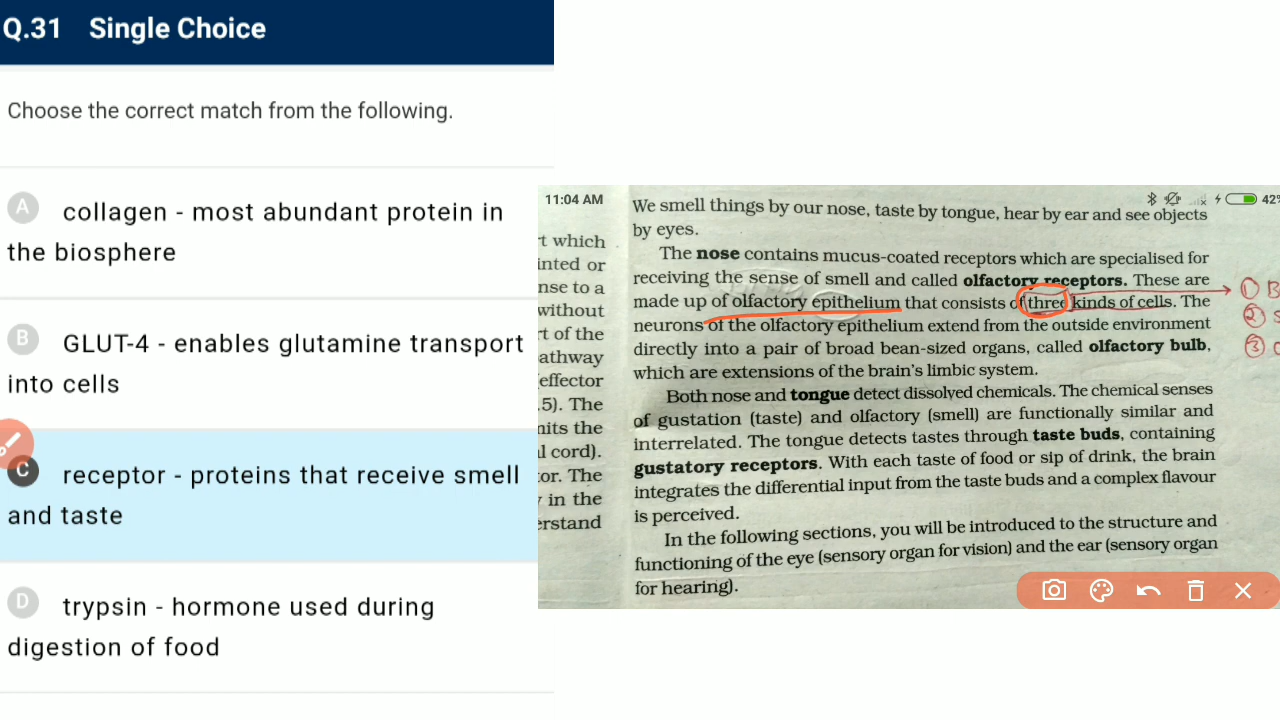 Q.31 Single Choice
Choose the correct match from the following.
A collagen - most abundant protein in
the biosphere
B GLUT-4 - enables glutamine transport
into cells
C receptor - proteins that receive smell
and taste
D trypsin - hormone used during
digestion of food
11:04 AM
42%
t which
inted or
nse to a
without
rt of the
athway
effector
.5). The
nits the
l cord).
or. The
in the
erstand
We smell things by our nose, taste by tongue, hear by ear and see objects
by eyes.
The nose contains mucus-coated receptors which are specialised for
receiving the sense of smell and called olfactory receptors. These are
made up of olfactory epithelium that consists of three kinds of cells. The
neurons of the olfactory epithelium extend from the outside environment
directly into a pair of broad bean-sized organs, called olfactory bulb,
which are extensions of the brain's limbic system.
Both nose and tongue detect dissolved chemicals. The chemical senses
of gustation (taste) and olfactory (smell) are functionally similar and
interrelated. The tongue detects tastes through taste buds, containing
gustatory receptors. With each taste of food or sip of drink, the brain
integrates the differential input from the taste buds and a complex flavour
is perceived.
In the following sections, you will be introduced to the structure and
functioning of the eye (sensory organ for vision) and the ear (sensory organ
for hearing).
① B
②
③